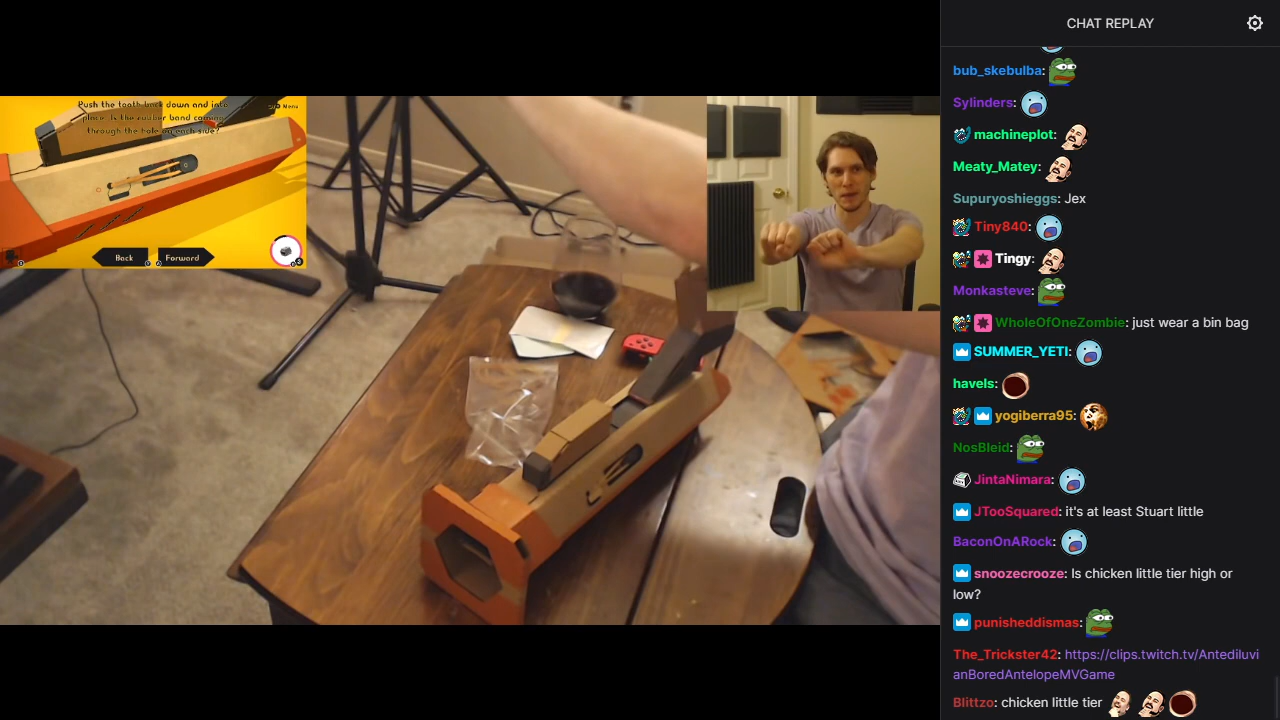 Push the tooth back down and into
place. Is the rubber band coming
through the hole on each side?
Menu
Back
Forward
CHAT REPLAY
bub_skebulba:
Sylinders:
machineplot:
Meaty_Matey:
Supuryoshieggs: Jex
Tiny840:
Tingy:
Monkasteve:
WholeOfOneZombie: just wear a bin bag
SUMMER_YETI:
havels:
yogiberra95:
NosBleid:
JintaNimara:
JTooSquared: it's at least Stuart little
BaconOnARock:
snoozecrooze: Is chicken little tier high or
low?
punisheddismas:
The_Trickster42: https://clips.twitch.tv/Antediluvi
anBoredAntelopeMVGame
Blittzo: chicken little tier